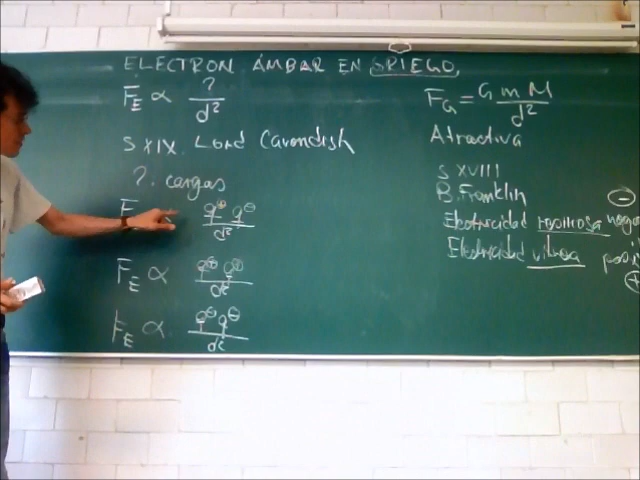 ELECTRON ÁMBAR EN GRIEGO.
F_E ∝ ?/d²
S XIX. Lord Cavendish
?. cargas
F q⊕ q⊖/d²
F_E ∝ q⊕ q⊕/d²
F_E ∝ q⊖ q⊖/d²
F_G = G m M/d²
Atractiva
S XVIII
B. Franklin
Electricidad resinosa ⊖
Electricidad vítrea